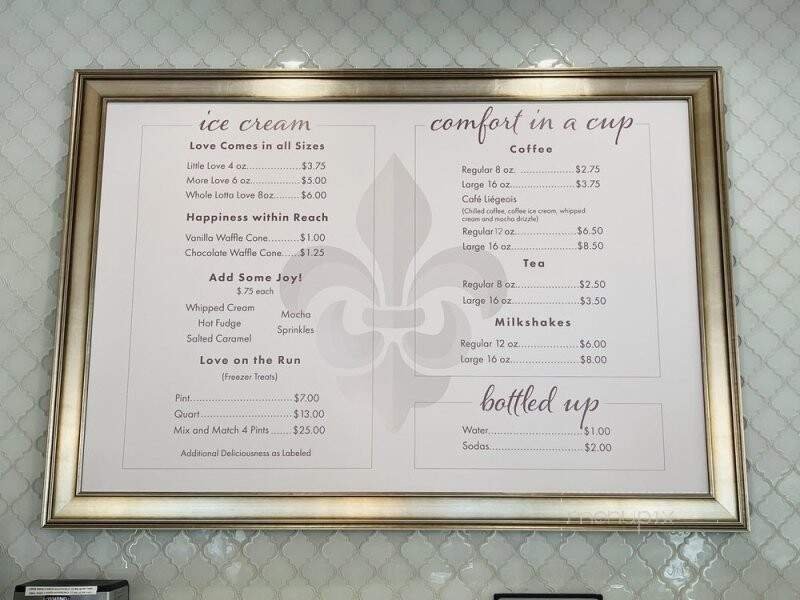 ice cream
Love Comes in all Sizes
Little Love 4 oz..................$3.75
More Love 6 oz.................$5.00
Whole Lotta Love 8oz.........$6.00
Happiness within Reach
Vanilla Waffle Cone..........$1.00
Chocolate Waffle Cone.....$1.25
Add Some Joy!
$.75 each
Whipped Cream
Hot Fudge
Salted Caramel
Mocha
Sprinkles
Love on the Run
(Freezer Treats)
Pint..................................$7.00
Quart...........................$13.00
Mix and Match 4 Pints ......$25.00
Additional Deliciousness as Labeled
comfort in a cup
Coffee
Regular 8 oz. ................$2.75
Large 16 oz...................$3.75
Café Liégeois
(Chilled coffee, coffee ice cream, whipped
cream and mocha drizzle)
Regular 12 oz..................$6.50
Large 16 oz....................$8.50
Tea
Regular 8 oz...................$2.50
Large 16 oz....................$3.50
Milkshakes
Regular 12 oz..................$6.00
Large 16 oz....................$8.00
bottled up
Water............................$1.00
Sodas............................$2.00
menupix